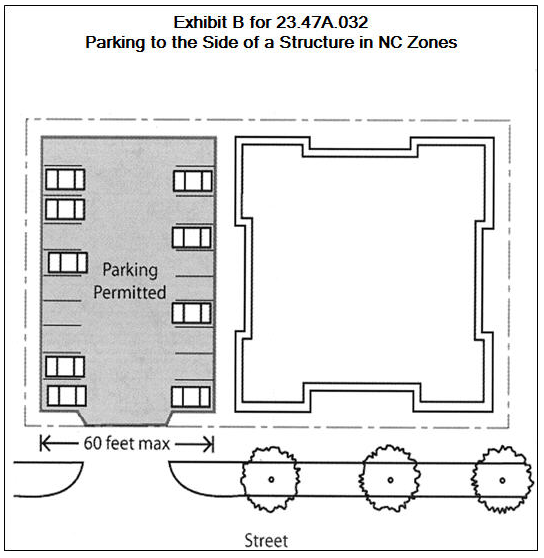 Exhibit B for 23.47A.032
Parking to the Side of a Structure in NC Zones
Parking
Permitted
60 feet max
Street